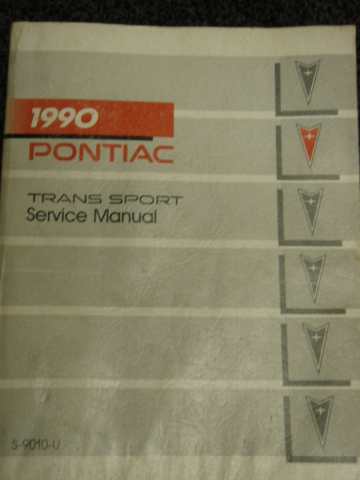 1990
PONTIAC
TRANS SPORT
Service Manual
S-9010-U